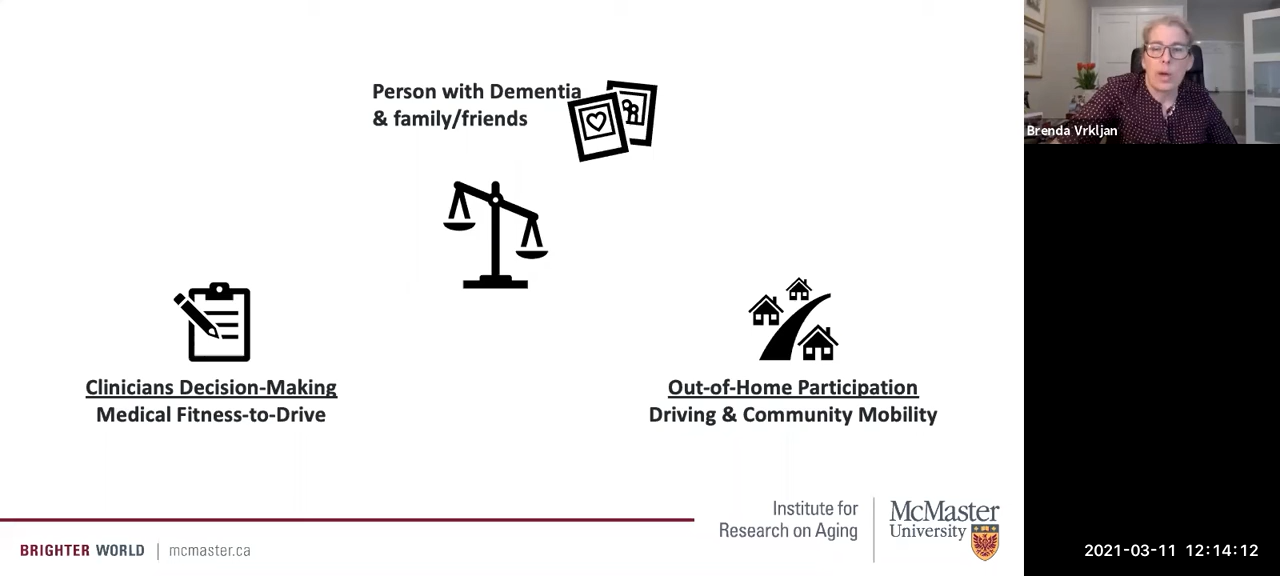 Person with Dementia
& family/friends
Brenda Vrkljan
Clinicians Decision-Making
Medical Fitness-to-Drive
Out-of-Home Participation
Driving & Community Mobility
Institute for
Research on Aging
McMaster
University
BRIGHTER WORLD | mcmaster.ca
2021-03-11 12:14:12